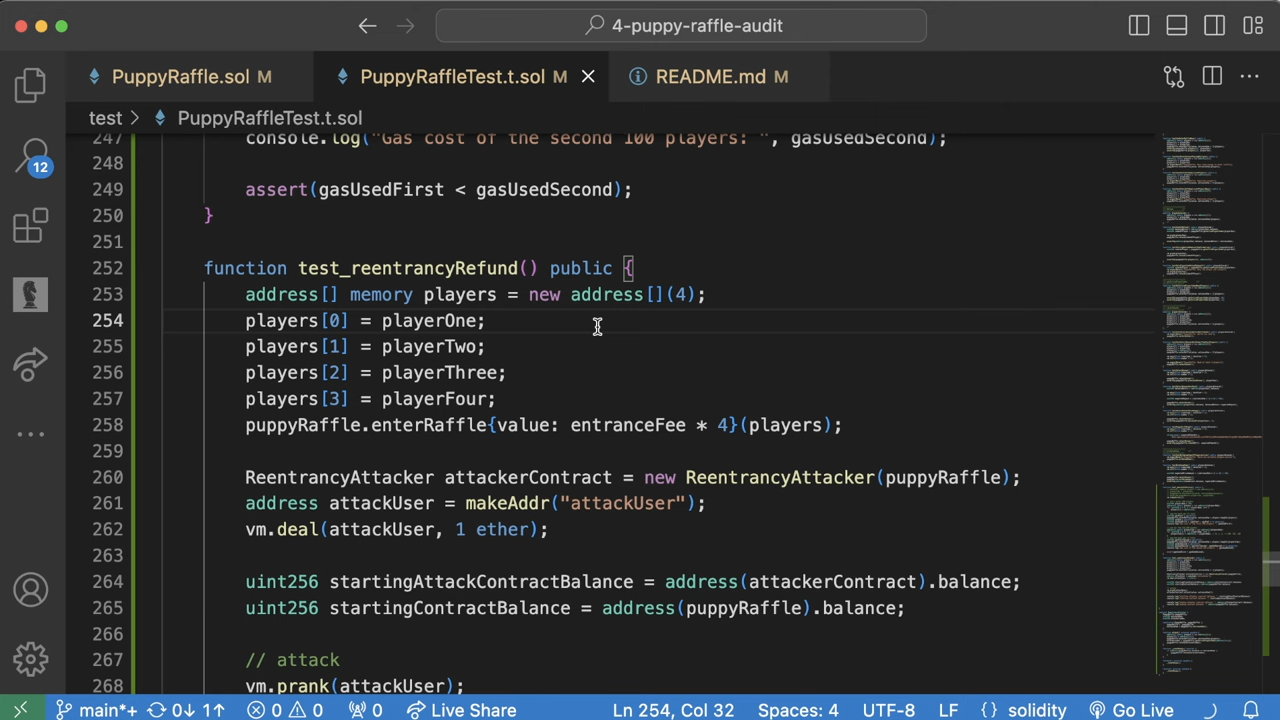 4-puppy-raffle-audit
PuppyRaffle.sol M
PuppyRaffleTest.t.sol M
README.md M
test > PuppyRaffleTest.t.sol
12
247 console.log("Gas cost of the second 100 players: ", gasUsedSecond);
248
249 assert(gasUsedFirst < gasUsedSecond);
250 }
251
252 function test_reentrancyRefund() public {
253 address[] memory players = new address[](4);
254 players[0] = playerOne;
255 players[1] = playerTwo;
256 players[2] = playerThree;
257 players[3] = playerFour;
258 puppyRaffle.enterRaffle{value: entranceFee * 4}(players);
259
260 ReentrancyAttacker attackerContract = new ReentrancyAttacker(puppyRaffle);
261 address attackUser = makeAddr("attackUser");
262 vm.deal(attackUser, 1 ether);
263
264 uint256 startingAttackContractBalance = address(attackerContract).balance;
265 uint256 startingContractBalance = address(puppyRaffle).balance;
266
267 // attack
268 vm.prank(attackUser);
main*+ 0↓ 1↑ 0 0 0 Live Share Ln 254, Col 32 Spaces: 4 UTF-8 LF {} solidity Go Live